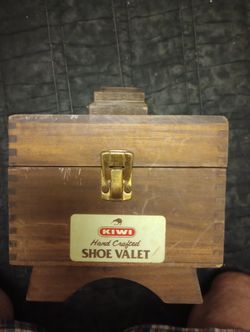 KIWI
Hand Crafted
SHOE VALET